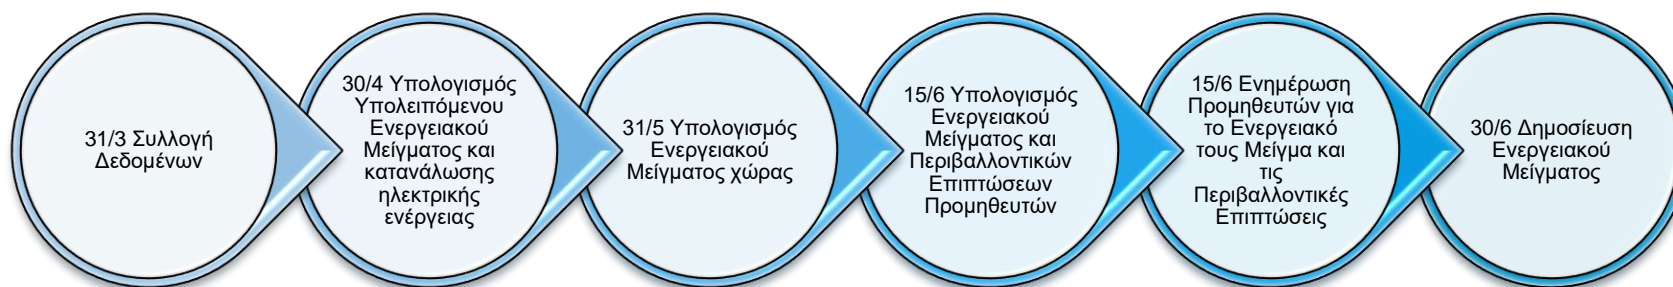 31/3 Συλλογή
Δεδομένων
30/4 Υπολογισμός
Υπολειπόμενου
Ενεργειακού
Μείγματος και
κατανάλωσης
ηλεκτρικής
ενέργειας
31/5 Υπολογισμός
Ενεργειακού
Μείγματος χώρας
15/6 Υπολογισμός
Ενεργειακού
Μείγματος και
Περιβαλλοντικών
Επιπτώσεων
Προμηθευτών
15/6 Ενημέρωση
Προμηθευτών για
το Ενεργειακό
τους Μείγμα και
τις
Περιβαλλοντικές
Επιπτώσεις
30/6 Δημοσίευση
Ενεργειακού
Μείγματος